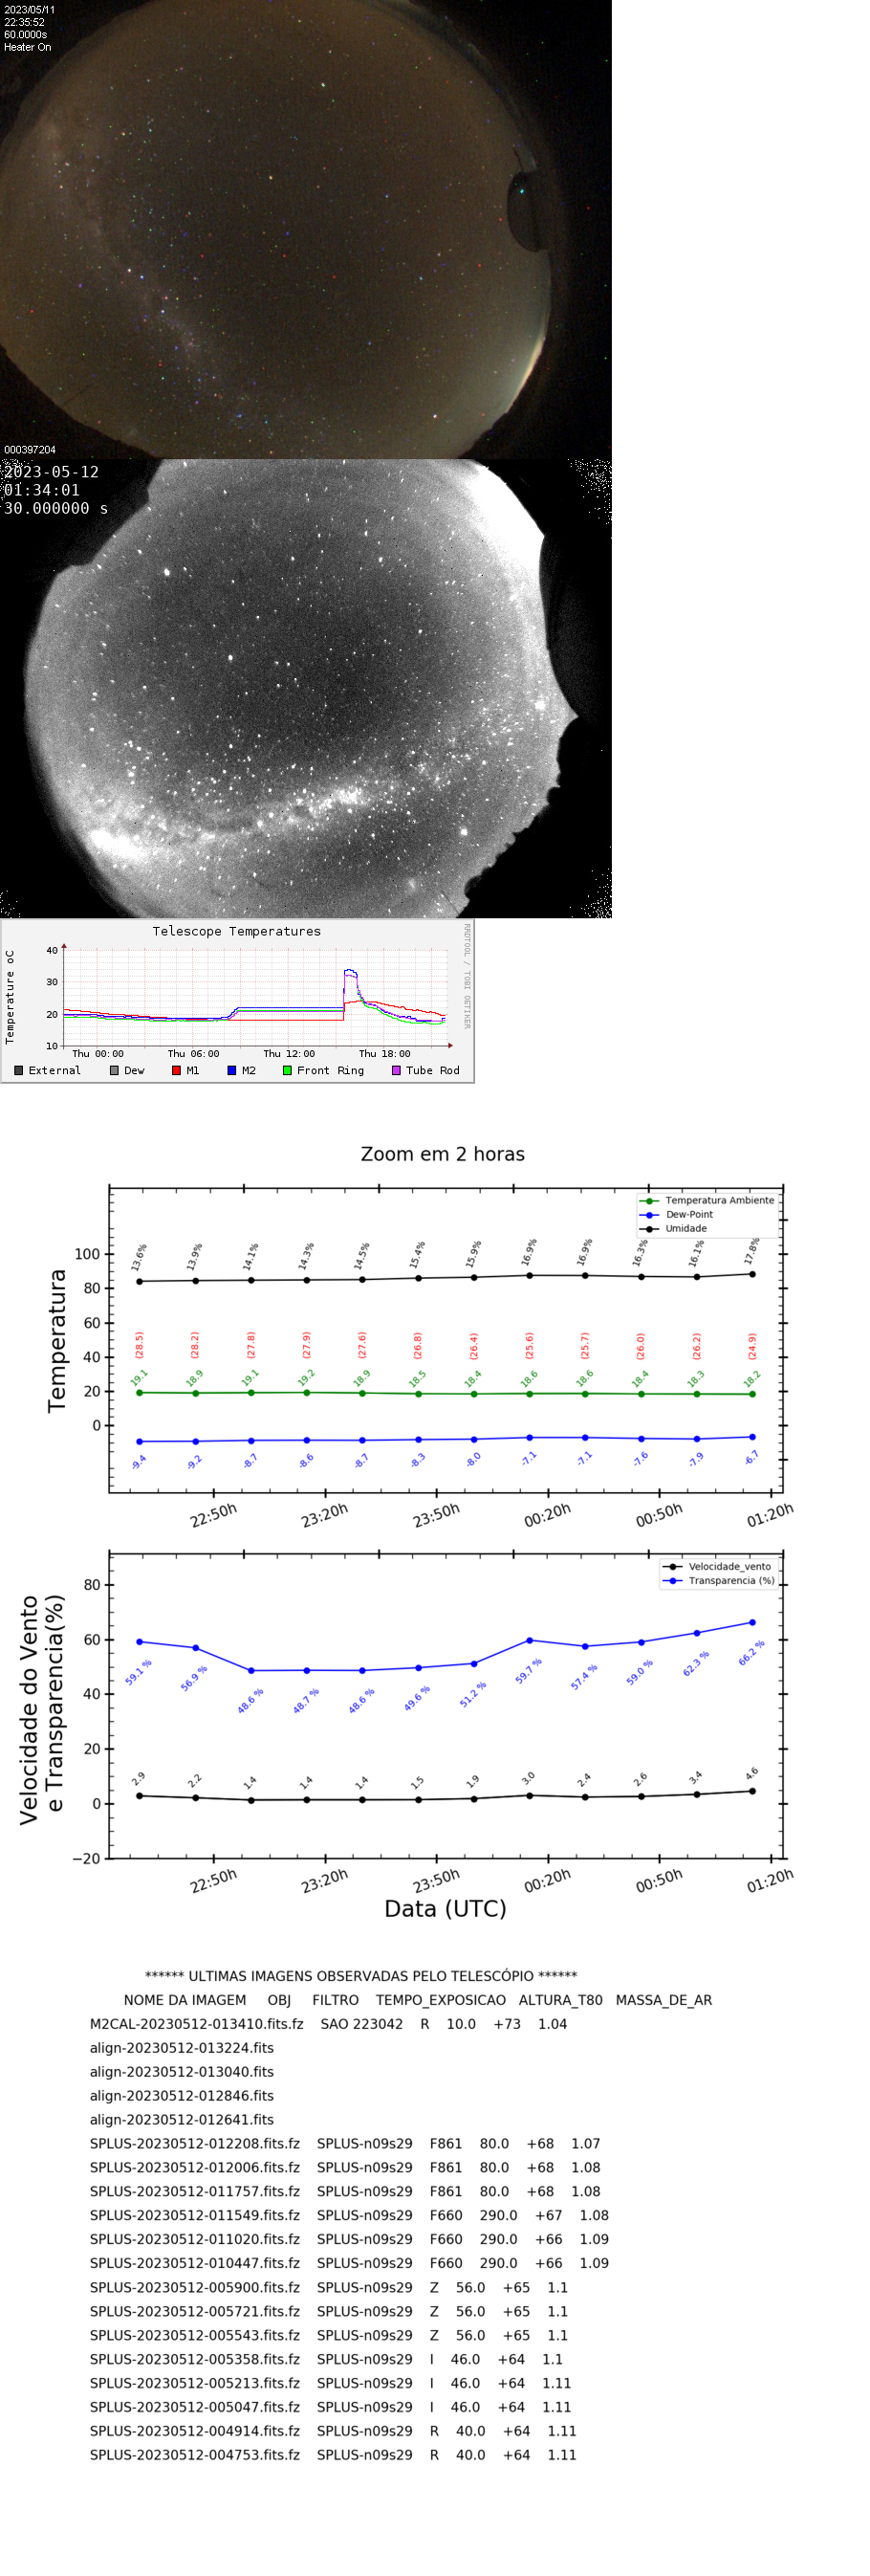 2023/05/11
22:35:52
60.0000s
Heater On
000397204
2023-05-12
01:34:01
30.000000 s
Telescope Temperatures
RRDTOOL / TOBI OETIKER
Temperature oC
40
30
20
10
Thu 00:00 Thu 06:00 Thu 12:00 Thu 18:00
External Dew M1 M2 Front Ring Tube Rod
Zoom em 2 horas
Temperatura Ambiente
Dew-Point
Umidade
Temperatura
100
80
60
40
20
0
13.6% 13.9% 14.1% 14.3% 14.5% 15.4% 15.9% 16.9% 16.9% 16.3% 16.1% 17.8%
(28.5) (28.2) (27.8) (27.9) (27.6) (26.8) (26.4) (25.6) (25.7) (26.0) (26.2) (24.9)
19.1 18.9 19.1 19.2 18.9 18.5 18.4 18.6 18.6 18.4 18.3 18.2
-9.4 -9.2 -8.7 -8.6 -8.7 -8.3 -8.0 -7.1 -7.1 -7.6 -7.9 -6.7
22:50h 23:20h 23:50h 00:20h 00:50h 01:20h
Velocidade_vento
Transparencia (%)
Velocidade do Vento
e Transparencia(%)
80
60
40
20
0
−20
59.1 % 56.9 % 48.6 % 48.7 % 48.6 % 49.6 % 51.2 % 59.7 % 57.4 % 59.0 % 62.3 % 66.2 %
2.9 2.2 1.4 1.4 1.4 1.5 1.9 3.0 2.4 2.6 3.4 4.6
22:50h 23:20h 23:50h 00:20h 00:50h 01:20h
Data (UTC)
****** ULTIMAS IMAGENS OBSERVADAS PELO TELESCÓPIO ******
NOME DA IMAGEM OBJ FILTRO TEMPO_EXPOSICAO ALTURA_T80 MASSA_DE_AR
M2CAL-20230512-013410.fits.fz SAO 223042 R 10.0 +73 1.04
align-20230512-013224.fits
align-20230512-013040.fits
align-20230512-012846.fits
align-20230512-012641.fits
SPLUS-20230512-012208.fits.fz SPLUS-n09s29 F861 80.0 +68 1.07
SPLUS-20230512-012006.fits.fz SPLUS-n09s29 F861 80.0 +68 1.08
SPLUS-20230512-011757.fits.fz SPLUS-n09s29 F861 80.0 +68 1.08
SPLUS-20230512-011549.fits.fz SPLUS-n09s29 F660 290.0 +67 1.08
SPLUS-20230512-011020.fits.fz SPLUS-n09s29 F660 290.0 +66 1.09
SPLUS-20230512-010447.fits.fz SPLUS-n09s29 F660 290.0 +66 1.09
SPLUS-20230512-005900.fits.fz SPLUS-n09s29 Z 56.0 +65 1.1
SPLUS-20230512-005721.fits.fz SPLUS-n09s29 Z 56.0 +65 1.1
SPLUS-20230512-005543.fits.fz SPLUS-n09s29 Z 56.0 +65 1.1
SPLUS-20230512-005358.fits.fz SPLUS-n09s29 I 46.0 +64 1.1
SPLUS-20230512-005213.fits.fz SPLUS-n09s29 I 46.0 +64 1.11
SPLUS-20230512-005047.fits.fz SPLUS-n09s29 I 46.0 +64 1.11
SPLUS-20230512-004914.fits.fz SPLUS-n09s29 R 40.0 +64 1.11
SPLUS-20230512-004753.fits.fz SPLUS-n09s29 R 40.0 +64 1.11